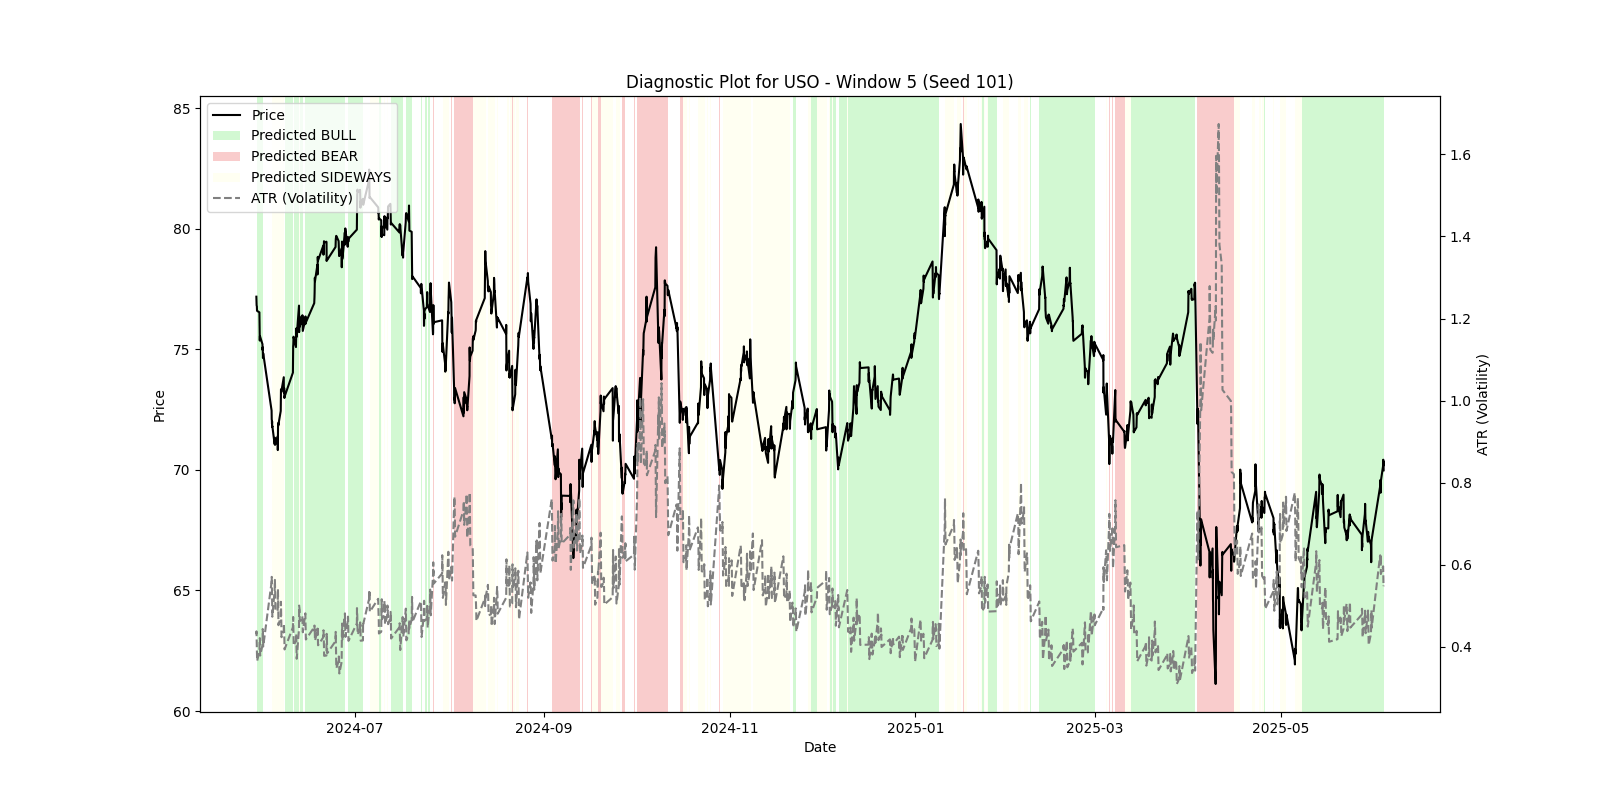 Diagnostic Plot for USO - Window 5 (Seed 101)
Price
Predicted BULL
Predicted BEAR
Predicted SIDEWAYS
ATR (Volatility)
85
80
75
70
65
60
Price
1.6
1.4
1.2
1.0
0.8
0.6
0.4
ATR (Volatility)
2024-07
2024-09
2024-11
2025-01
2025-03
2025-05
Date